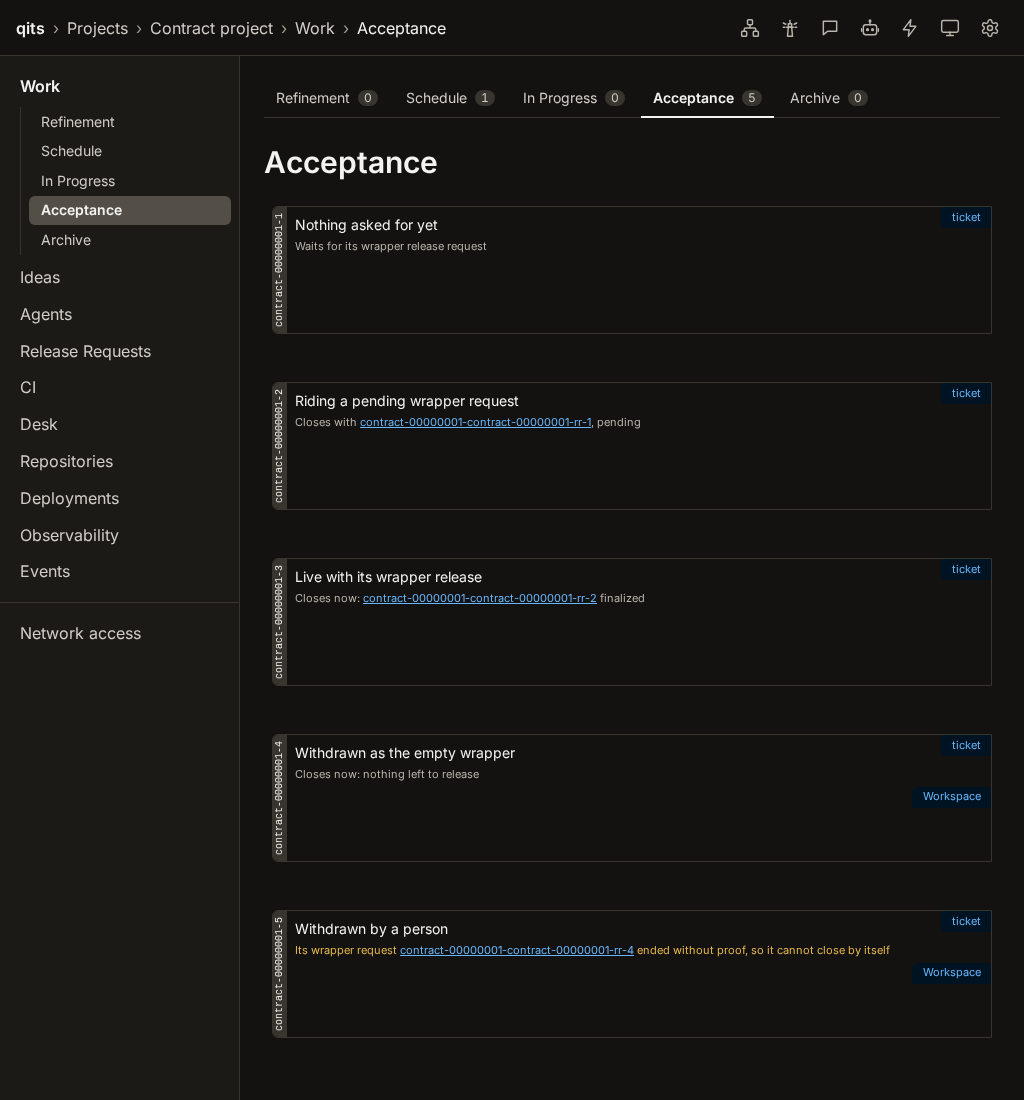 qits › Projects › Contract project › Work › Acceptance
Work
Refinement
Schedule
In Progress
Acceptance
Archive
Ideas
Agents
Release Requests
CI
Desk
Repositories
Deployments
Observability
Events
Network access
Refinement 0 Schedule 1 In Progress 0 Acceptance 5 Archive 0
Acceptance
contract-00000001-1
Nothing asked for yet
ticket
Waits for its wrapper release request
contract-00000001-2
Riding a pending wrapper request
ticket
Closes with contract-00000001-contract-00000001-rr-1, pending
contract-00000001-3
Live with its wrapper release
ticket
Closes now: contract-00000001-contract-00000001-rr-2 finalized
contract-00000001-4
Withdrawn as the empty wrapper
ticket
Closes now: nothing left to release
Workspace
contract-00000001-5
Withdrawn by a person
ticket
Its wrapper request contract-00000001-contract-00000001-rr-4 ended without proof, so it cannot close by itself
Workspace